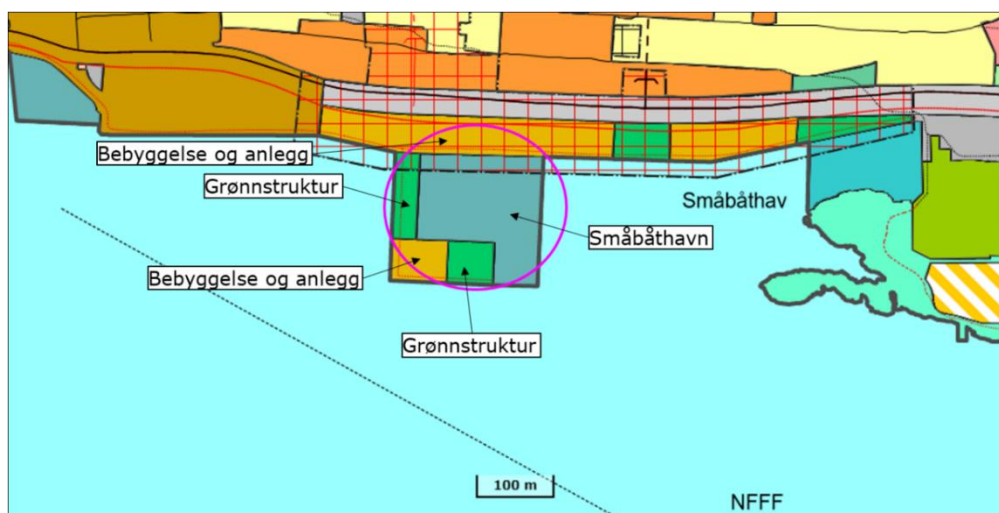 Bebyggelse og anlegg
Grønnstruktur
Småbåthav
Småbåthavn
Bebyggelse og anlegg
Grønnstruktur
100 m
NFFF